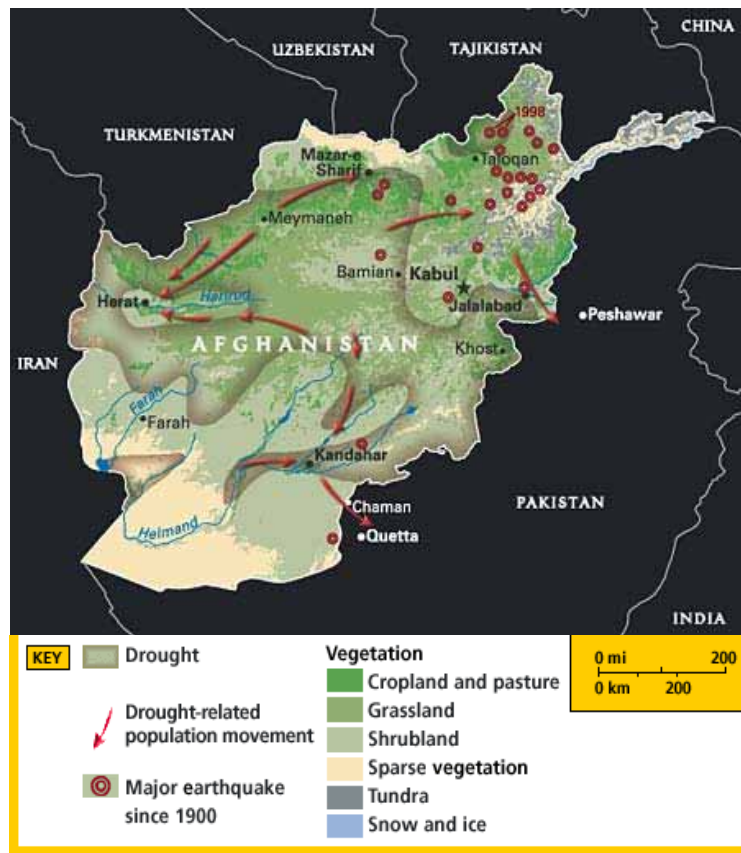 CHINA
UZBEKISTAN
TAJIKISTAN
1998
TURKMENISTAN
Mazar-e
Sharif
Taloqan
Meymaneh
Bamian
Kabul
Herat
Harirud
Jalalabad
Peshawar
AFGHANISTAN
Khost
IRAN
Farah
Farah
Kandahar
Chaman
PAKISTAN
Helmand
Quetta
INDIA
KEY
Drought
Drought-related
population movement
Major earthquake
since 1900
Vegetation
Cropland and pasture
Grassland
Shrubland
Sparse vegetation
Tundra
Snow and ice
0 mi 200
0 km 200